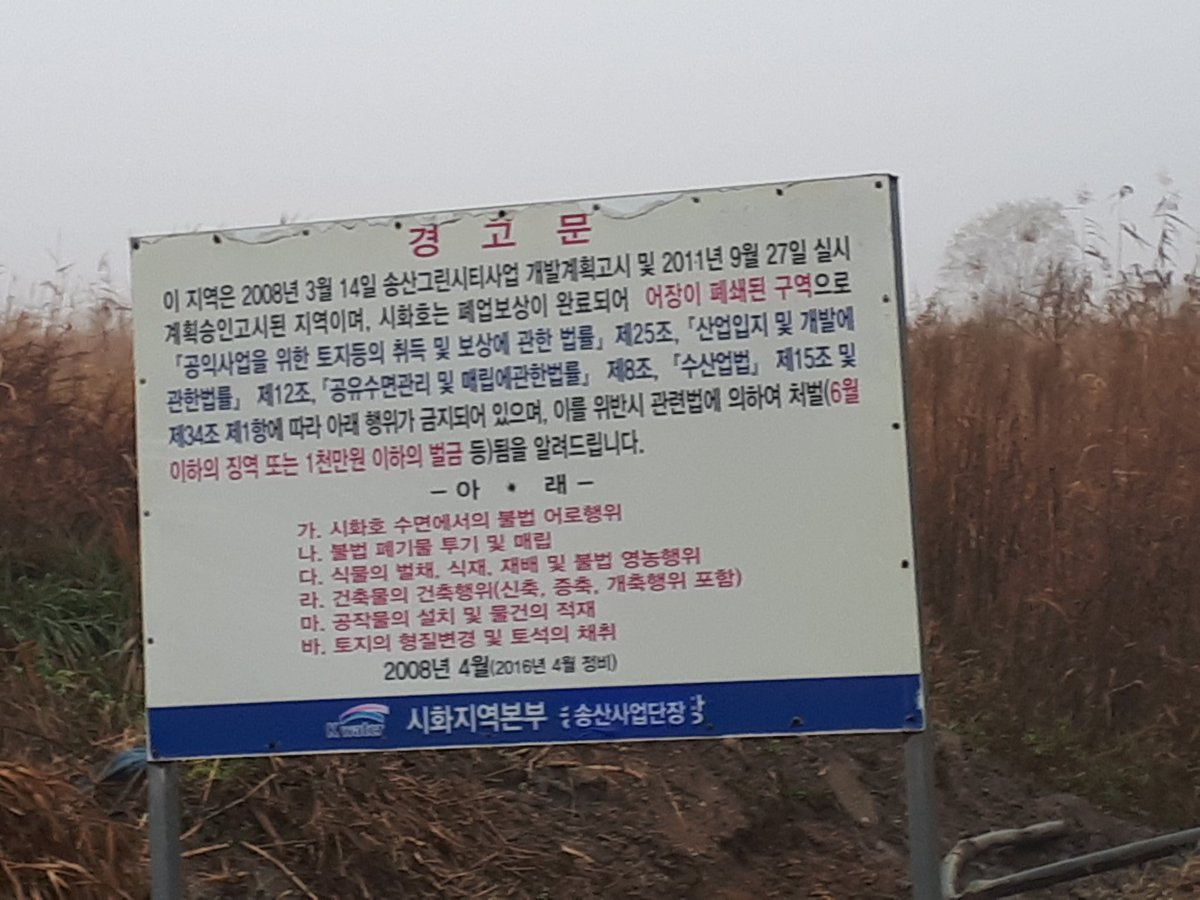 경 고 문
이 지역은 2008년 3월 14일 송산그린시티사업 개발계획고시 및 2011년 9월 27일 실시
계획승인고시된 지역이며, 시화호는 폐업보상이 완료되어 어장이 폐쇄된 구역으로
「공익사업을 위한 토지등의 취득 및 보상에 관한 법률」 제25조, 「산업입지 및 개발에
관한법률」 제12조, 「공유수면관리 및 매립에관한법률」 제8조, 「수산업법」 제15조 및
제34조 제1항에 따라 아래 행위가 금지되어 있으며, 이를 위반시 관련법에 의하여 처벌(6월
이하의 징역 또는 1천만원 이하의 벌금 등)됨을 알려드립니다.
– 아 · 래 –
가. 시화호 수면에서의 불법 어로행위
나. 불법 폐기물 투기 및 매립
다. 식물의 벌채, 식재, 재배 및 불법 영농행위
라. 건축물의 건축행위(신축, 증축, 개축행위 포함)
마. 공작물의 설치 및 물건의 적재
바. 토지의 형질변경 및 토석의 채취
2008년 4월(2016년 4월 정비)
K water 시화지역본부 송산사업단장